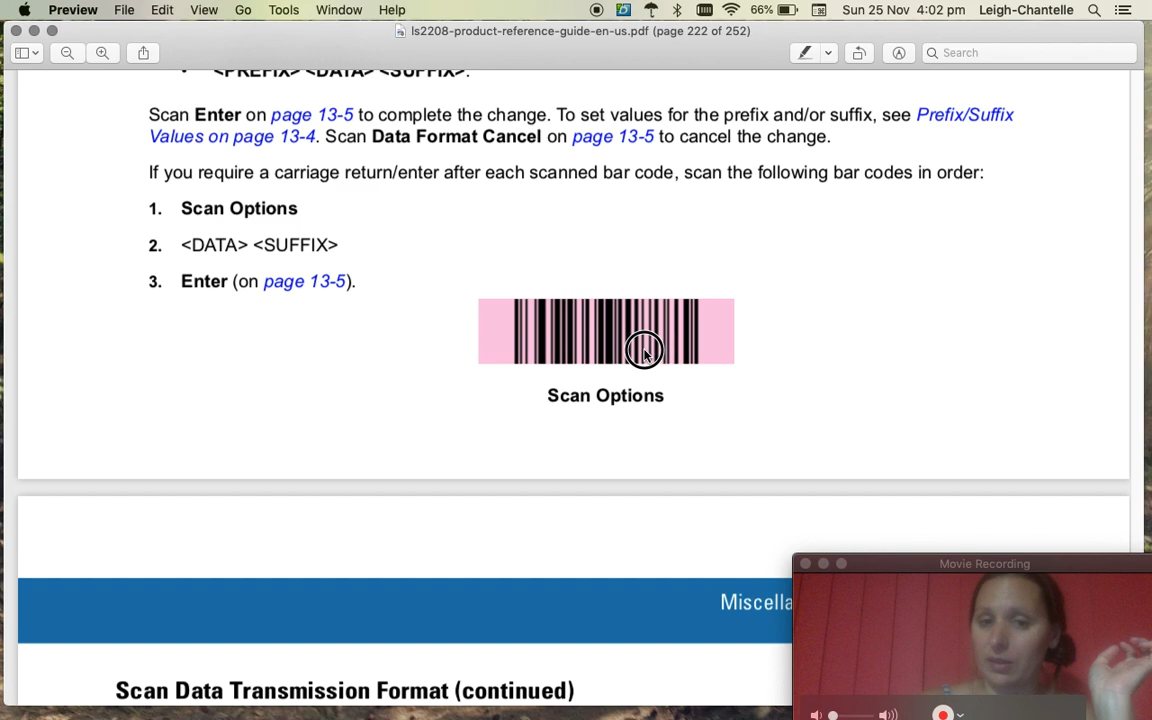 Preview File Edit View Go Tools Window Help 66% Sun 25 Nov 4:02 pm Leigh-Chantelle
ls2208-product-reference-guide-en-us.pdf (page 222 of 252)
Search
• <PREFIX> <DATA> <SUFFIX>.
Scan Enter on page 13-5 to complete the change. To set values for the prefix and/or suffix, see Prefix/Suffix
Values on page 13-4. Scan Data Format Cancel on page 13-5 to cancel the change.
If you require a carriage return/enter after each scanned bar code, scan the following bar codes in order:
1. Scan Options
2. <DATA> <SUFFIX>
3. Enter (on page 13-5).
Scan Options
Movie Recording
Miscella
Scan Data Transmission Format (continued)